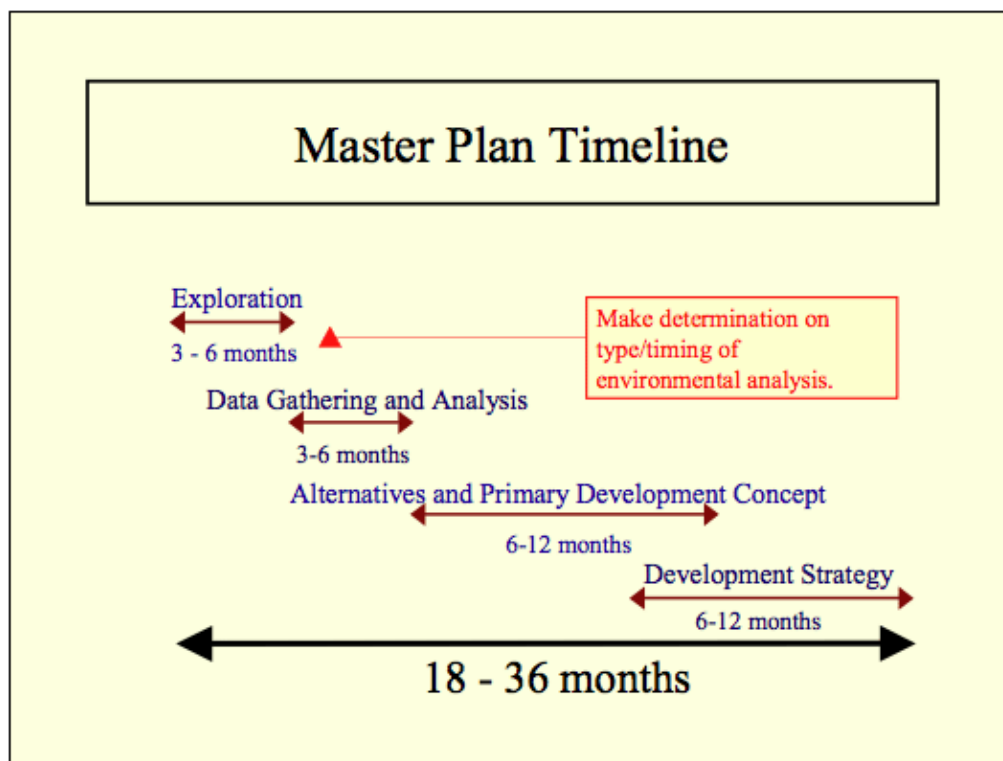 Master Plan Timeline
Exploration
3 - 6 months
Make determination on
type/timing of
environmental analysis.
Data Gathering and Analysis
3-6 months
Alternatives and Primary Development Concept
6-12 months
Development Strategy
6-12 months
18 - 36 months